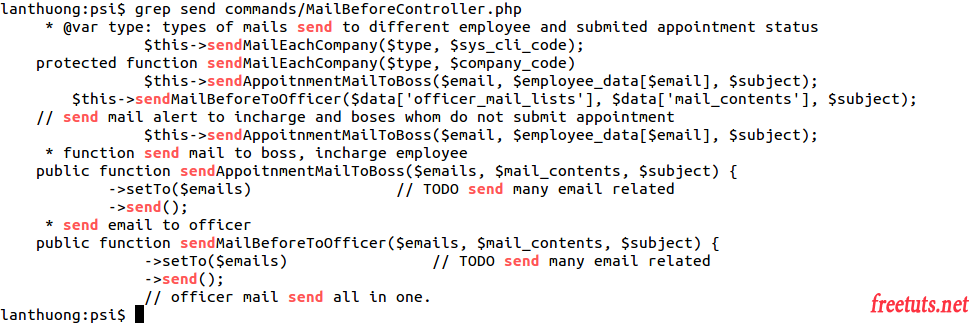 lanthuong:psi$ grep send commands/MailBeforeController.php
* @var type: types of mails send to different employee and submited appointment status
$this->sendMailEachCompany($type, $sys_cli_code);
protected function sendMailEachCompany($type, $company_code)
$this->sendAppoitnmentMailToBoss($email, $employee_data[$email], $subject);
$this->sendMailBeforeToOfficer($data['officer_mail_lists'], $data['mail_contents'], $subject);
// send mail alert to incharge and boses whom do not submit appointment
$this->sendAppoitnmentMailToBoss($email, $employee_data[$email], $subject);
* function send mail to boss, incharge employee
public function sendAppoitnmentMailToBoss($emails, $mail_contents, $subject) {
->setTo($emails) // TODO send many email related
->send();
* send email to officer
public function sendMailBeforeToOfficer($emails, $mail_contents, $subject) {
->setTo($emails) // TODO send many email related
->send();
// officer mail send all in one.
lanthuong:psi$
freetuts.net